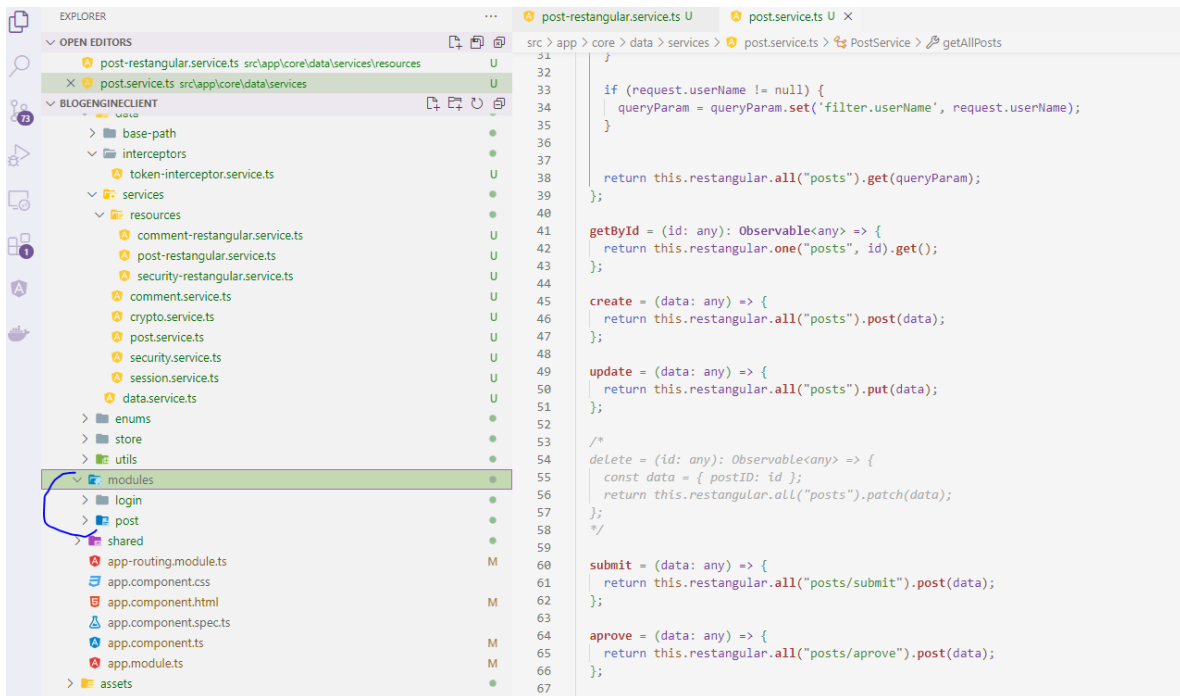 EXPLORER
OPEN EDITORS
post-restangular.service.ts src\app\core\data\services\resources U
post.service.ts src\app\core\data\services U
BLOGENGINECLIENT
73
1
data
base-path
interceptors
token-interceptor.service.ts U
services
resources
comment-restangular.service.ts U
post-restangular.service.ts U
security-restangular.service.ts U
comment.service.ts U
crypto.service.ts U
post.service.ts U
security.service.ts U
session.service.ts U
data.service.ts U
enums
store
utils
modules
login
post
shared
app-routing.module.ts M
app.component.css
app.component.html M
app.component.spec.ts
app.component.ts M
app.module.ts M
assets
post-restangular.service.ts U
post.service.ts U
src > app > core > data > services > post.service.ts > PostService > getAllPosts
31 }
32
33 if (request.userName != null) {
34 queryParam = queryParam.set('filter.userName', request.userName);
35 }
36
37
38 return this.restangular.all("posts").get(queryParam);
39 };
40
41 getById = (id: any): Observable<any> => {
42 return this.restangular.one("posts", id).get();
43 };
44
45 create = (data: any) => {
46 return this.restangular.all("posts").post(data);
47 };
48
49 update = (data: any) => {
50 return this.restangular.all("posts").put(data);
51 };
52
53 /*
54 delete = (id: any): Observable<any> => {
55 const data = { postID: id };
56 return this.restangular.all("posts").patch(data);
57 };
58 */
59
60 submit = (data: any) => {
61 return this.restangular.all("posts/submit").post(data);
62 };
63
64 aprove = (data: any) => {
65 return this.restangular.all("posts/aprove").post(data);
66 };
67